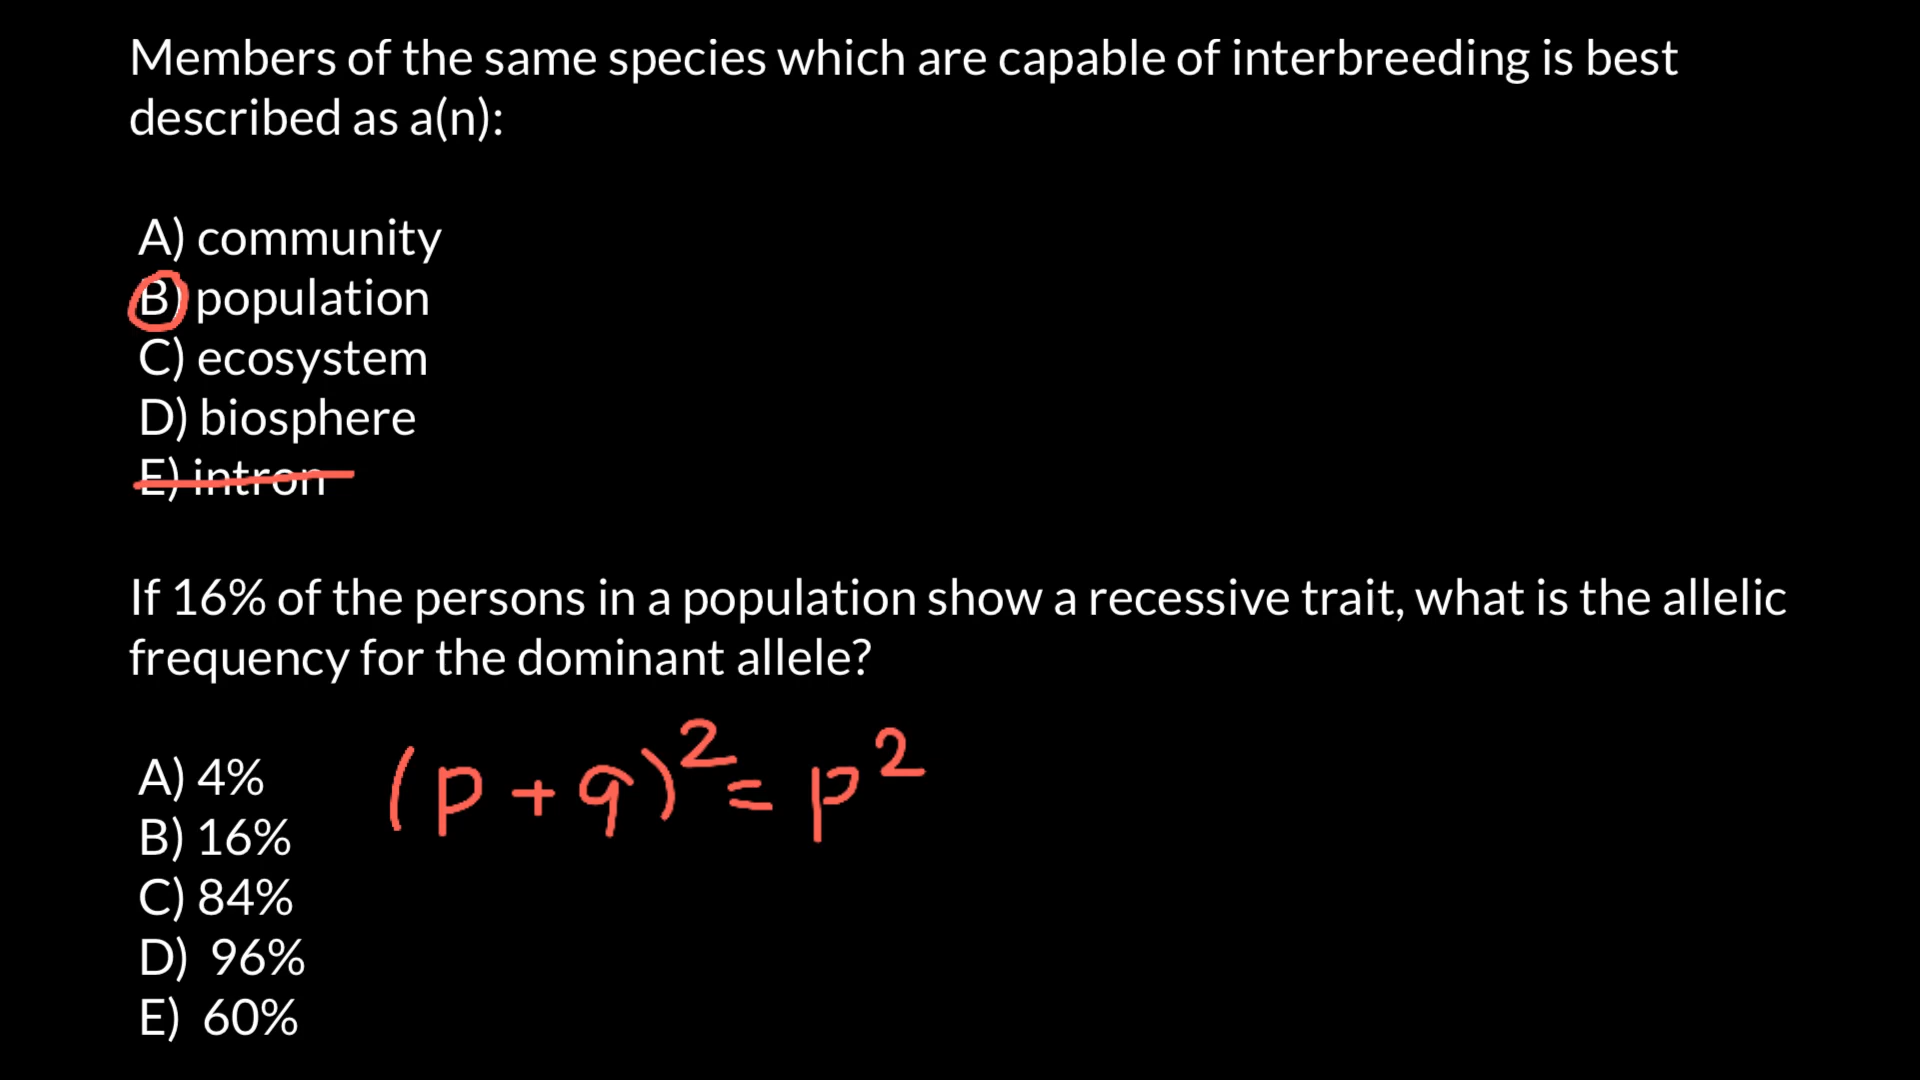 Members of the same species which are capable of interbreeding is best
described as a(n):
A) community
B) population
C) ecosystem
D) biosphere
E) intron
If 16% of the persons in a population show a recessive trait, what is the allelic
frequency for the dominant allele?
A) 4%
(p + q)² = p²
B) 16%
C) 84%
D) 96%
E) 60%